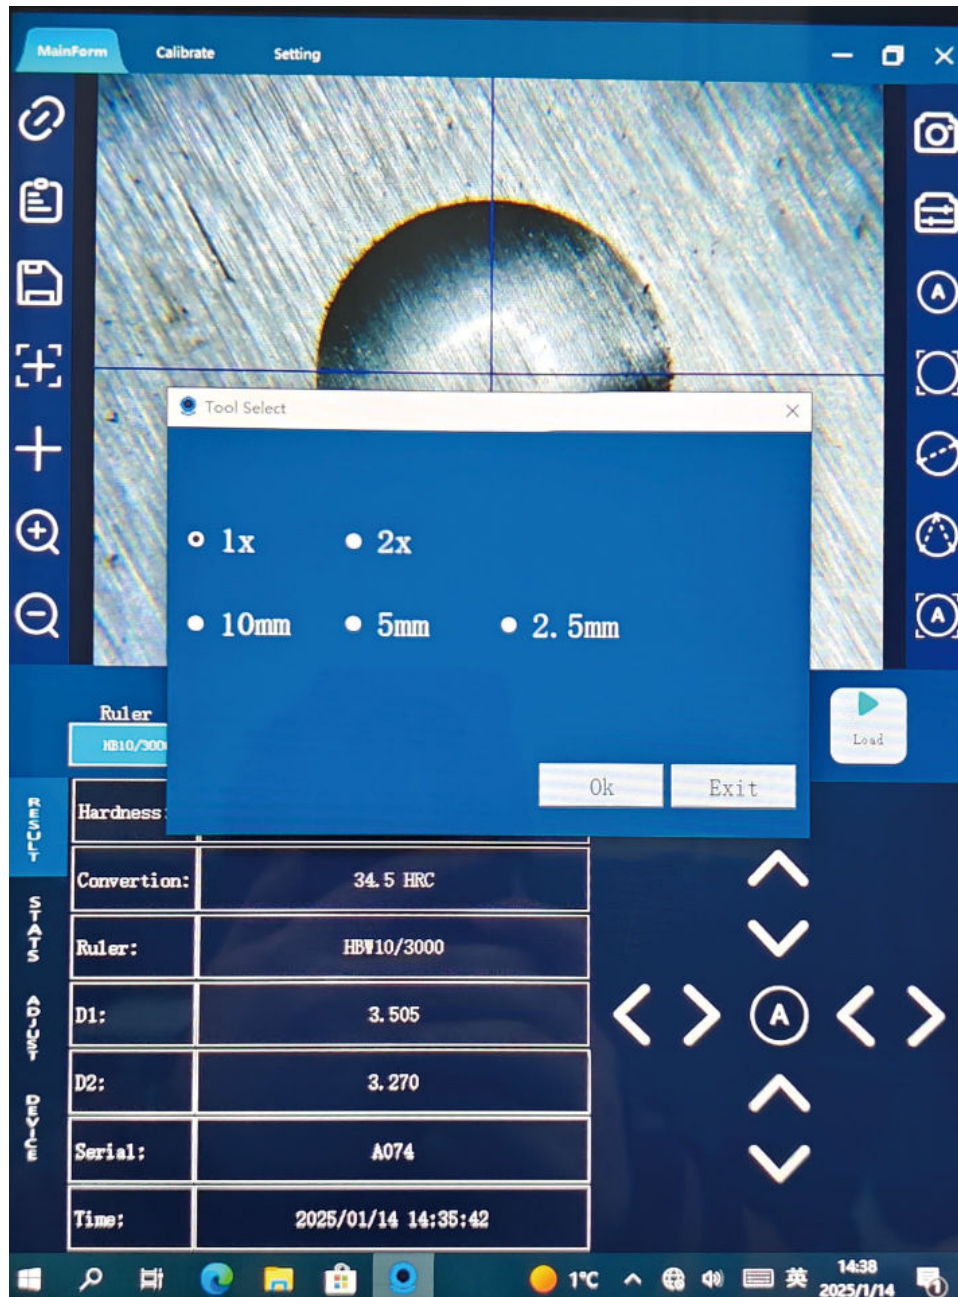 MainForm Calibrate Setting
Tool Select
1x 2x
10mm 5mm 2.5mm
Ok Exit
Ruler
Load
RESULT
STATS
ADJUST
DEVICE
Hardness:
Convertion: 34.5 HRC
Ruler: HBW10/3000
D1: 3.505
D2: 3.270
Serial: A074
Time: 2025/01/14 14:35:42
1°C 英 14:38
2025/1/14